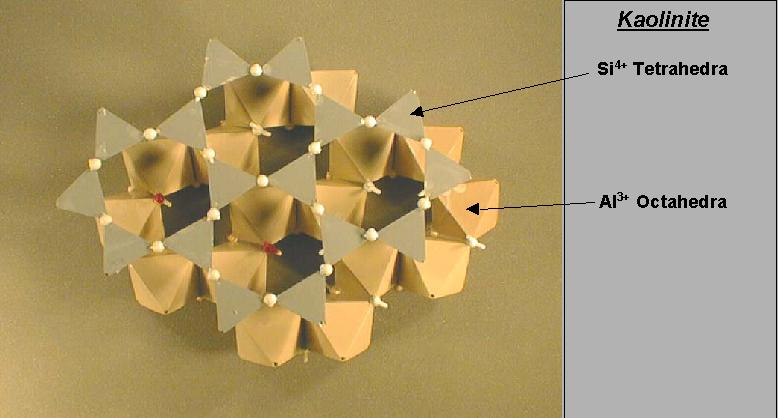 Kaolinite
Si⁴⁺ Tetrahedra
Al³⁺ Octahedra